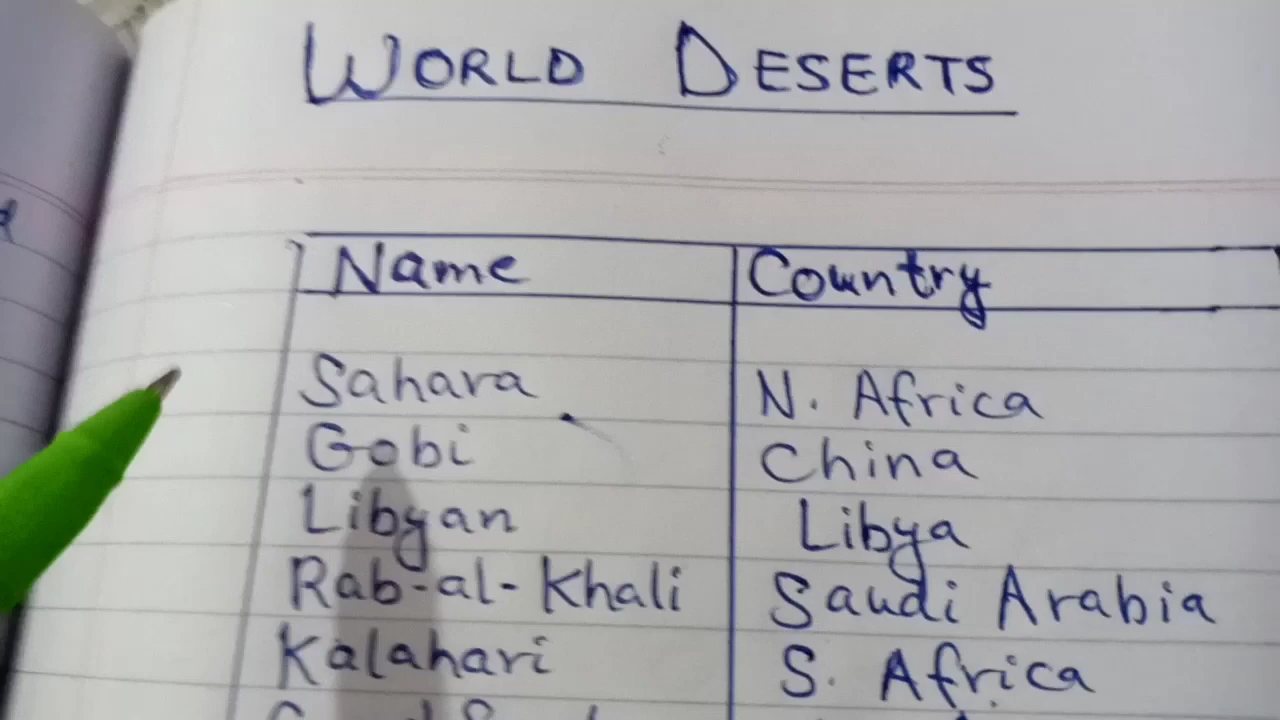 WORLD DESERTS
Name Country
Sahara N. Africa
Gobi China
Libyan Libya
Rab-al-Khali Saudi Arabia
Kalahari S. Africa